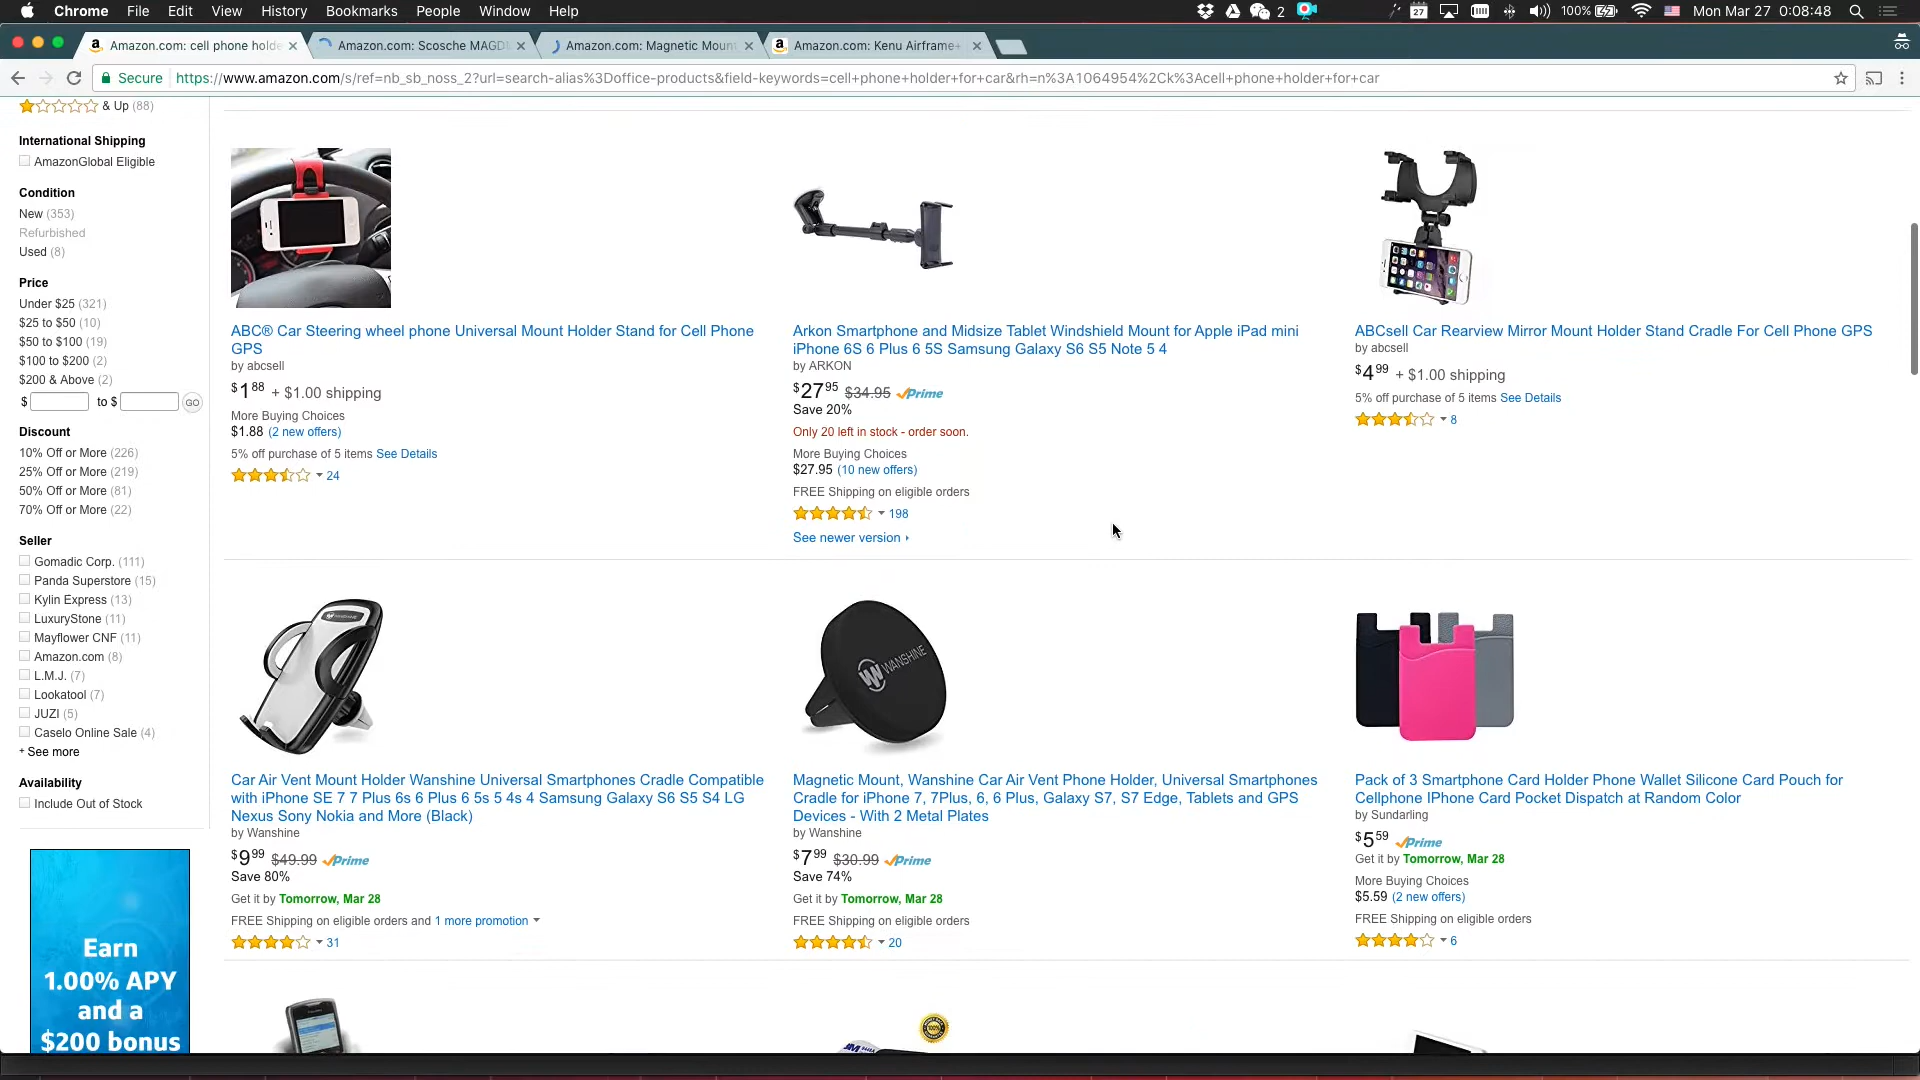 Chrome File Edit View History Bookmarks People Window Help 2 27 100% Mon Mar 27 0:08:48
Amazon.com: cell phone holde Amazon.com: Scosche MAGD Amazon.com: Magnetic Moun Amazon.com: Kenu Airframe+
Secure https://www.amazon.com/s/ref=nb_sb_noss_2?url=search-alias%3Doffice-products&field-keywords=cell+phone+holder+for+car&rh=n%3A1064954%2Ck%3Acell+phone+holder+for+car
& Up (88)
International Shipping
AmazonGlobal Eligible
Condition
New (353)
Refurbished
Used (8)
Price
Under $25 (321)
$25 to $50 (10)
$50 to $100 (19)
$100 to $200 (2)
$200 & Above (2)
$ to $ GO
Discount
10% Off or More (226)
25% Off or More (219)
50% Off or More (81)
70% Off or More (22)
Seller
Gomadic Corp. (111)
Panda Superstore (15)
Kylin Express (13)
LuxuryStone (11)
Mayflower CNF (11)
Amazon.com (8)
L.M.J. (7)
Lookatool (7)
JUZI (5)
Caselo Online Sale (4)
+ See more
Availability
Include Out of Stock
Earn
1.00% APY
and a
$200 bonus
ABC® Car Steering wheel phone Universal Mount Holder Stand for Cell Phone
GPS
by abcsell
$1 88 + $1.00 shipping
More Buying Choices
$1.88 (2 new offers)
5% off purchase of 5 items See Details
24
Arkon Smartphone and Midsize Tablet Windshield Mount for Apple iPad mini
iPhone 6S 6 Plus 6 5S Samsung Galaxy S6 S5 Note 5 4
by ARKON
$27 95 $34.95 Prime
Save 20%
Only 20 left in stock - order soon.
More Buying Choices
$27.95 (10 new offers)
FREE Shipping on eligible orders
198
See newer version
ABCsell Car Rearview Mirror Mount Holder Stand Cradle For Cell Phone GPS
by abcsell
$4 99 + $1.00 shipping
5% off purchase of 5 items See Details
8
WANSHINE
Car Air Vent Mount Holder Wanshine Universal Smartphones Cradle Compatible
with iPhone SE 7 7 Plus 6s 6 Plus 6 5s 5 4s 4 Samsung Galaxy S6 S5 S4 LG
Nexus Sony Nokia and More (Black)
by Wanshine
$9 99 $49.99 Prime
Save 80%
Get it by Tomorrow, Mar 28
FREE Shipping on eligible orders and 1 more promotion
31
WANSHINE
Magnetic Mount, Wanshine Car Air Vent Phone Holder, Universal Smartphones
Cradle for iPhone 7, 7Plus, 6, 6 Plus, Galaxy S7, S7 Edge, Tablets and GPS
Devices - With 2 Metal Plates
by Wanshine
$7 99 $30.99 Prime
Save 74%
Get it by Tomorrow, Mar 28
FREE Shipping on eligible orders
20
Pack of 3 Smartphone Card Holder Phone Wallet Silicone Card Pouch for
Cellphone IPhone Card Pocket Dispatch at Random Color
by Sundarling
$5 59 Prime
Get it by Tomorrow, Mar 28
More Buying Choices
$5.59 (2 new offers)
FREE Shipping on eligible orders
6
100%